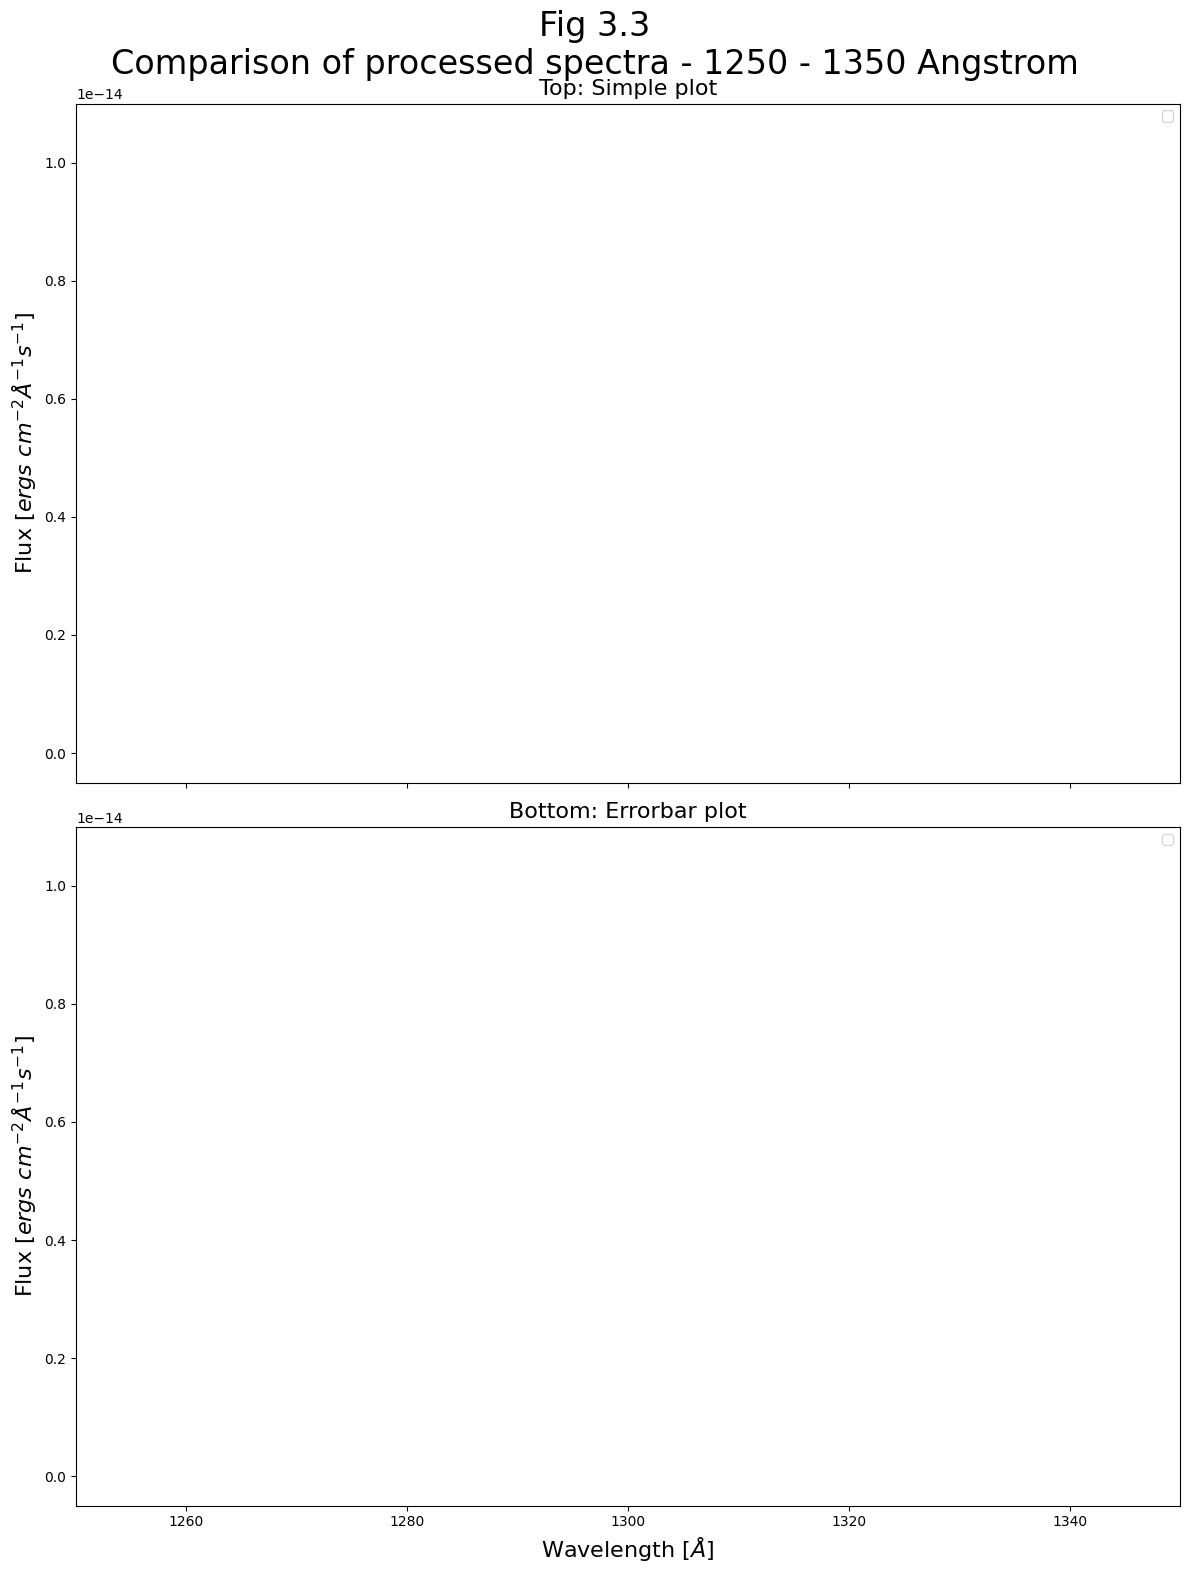 Fig 3.3
Comparison of processed spectra - 1250 - 1350 Angstrom
Top: Simple plot
1e−14
1.0
0.8
0.6
0.4
0.2
0.0
Flux [ergs cm⁻²Å⁻¹s⁻¹]
Bottom: Errorbar plot
1e−14
1.0
0.8
0.6
0.4
0.2
0.0
Flux [ergs cm⁻²Å⁻¹s⁻¹]
1260 1280 1300 1320 1340
Wavelength [Å]